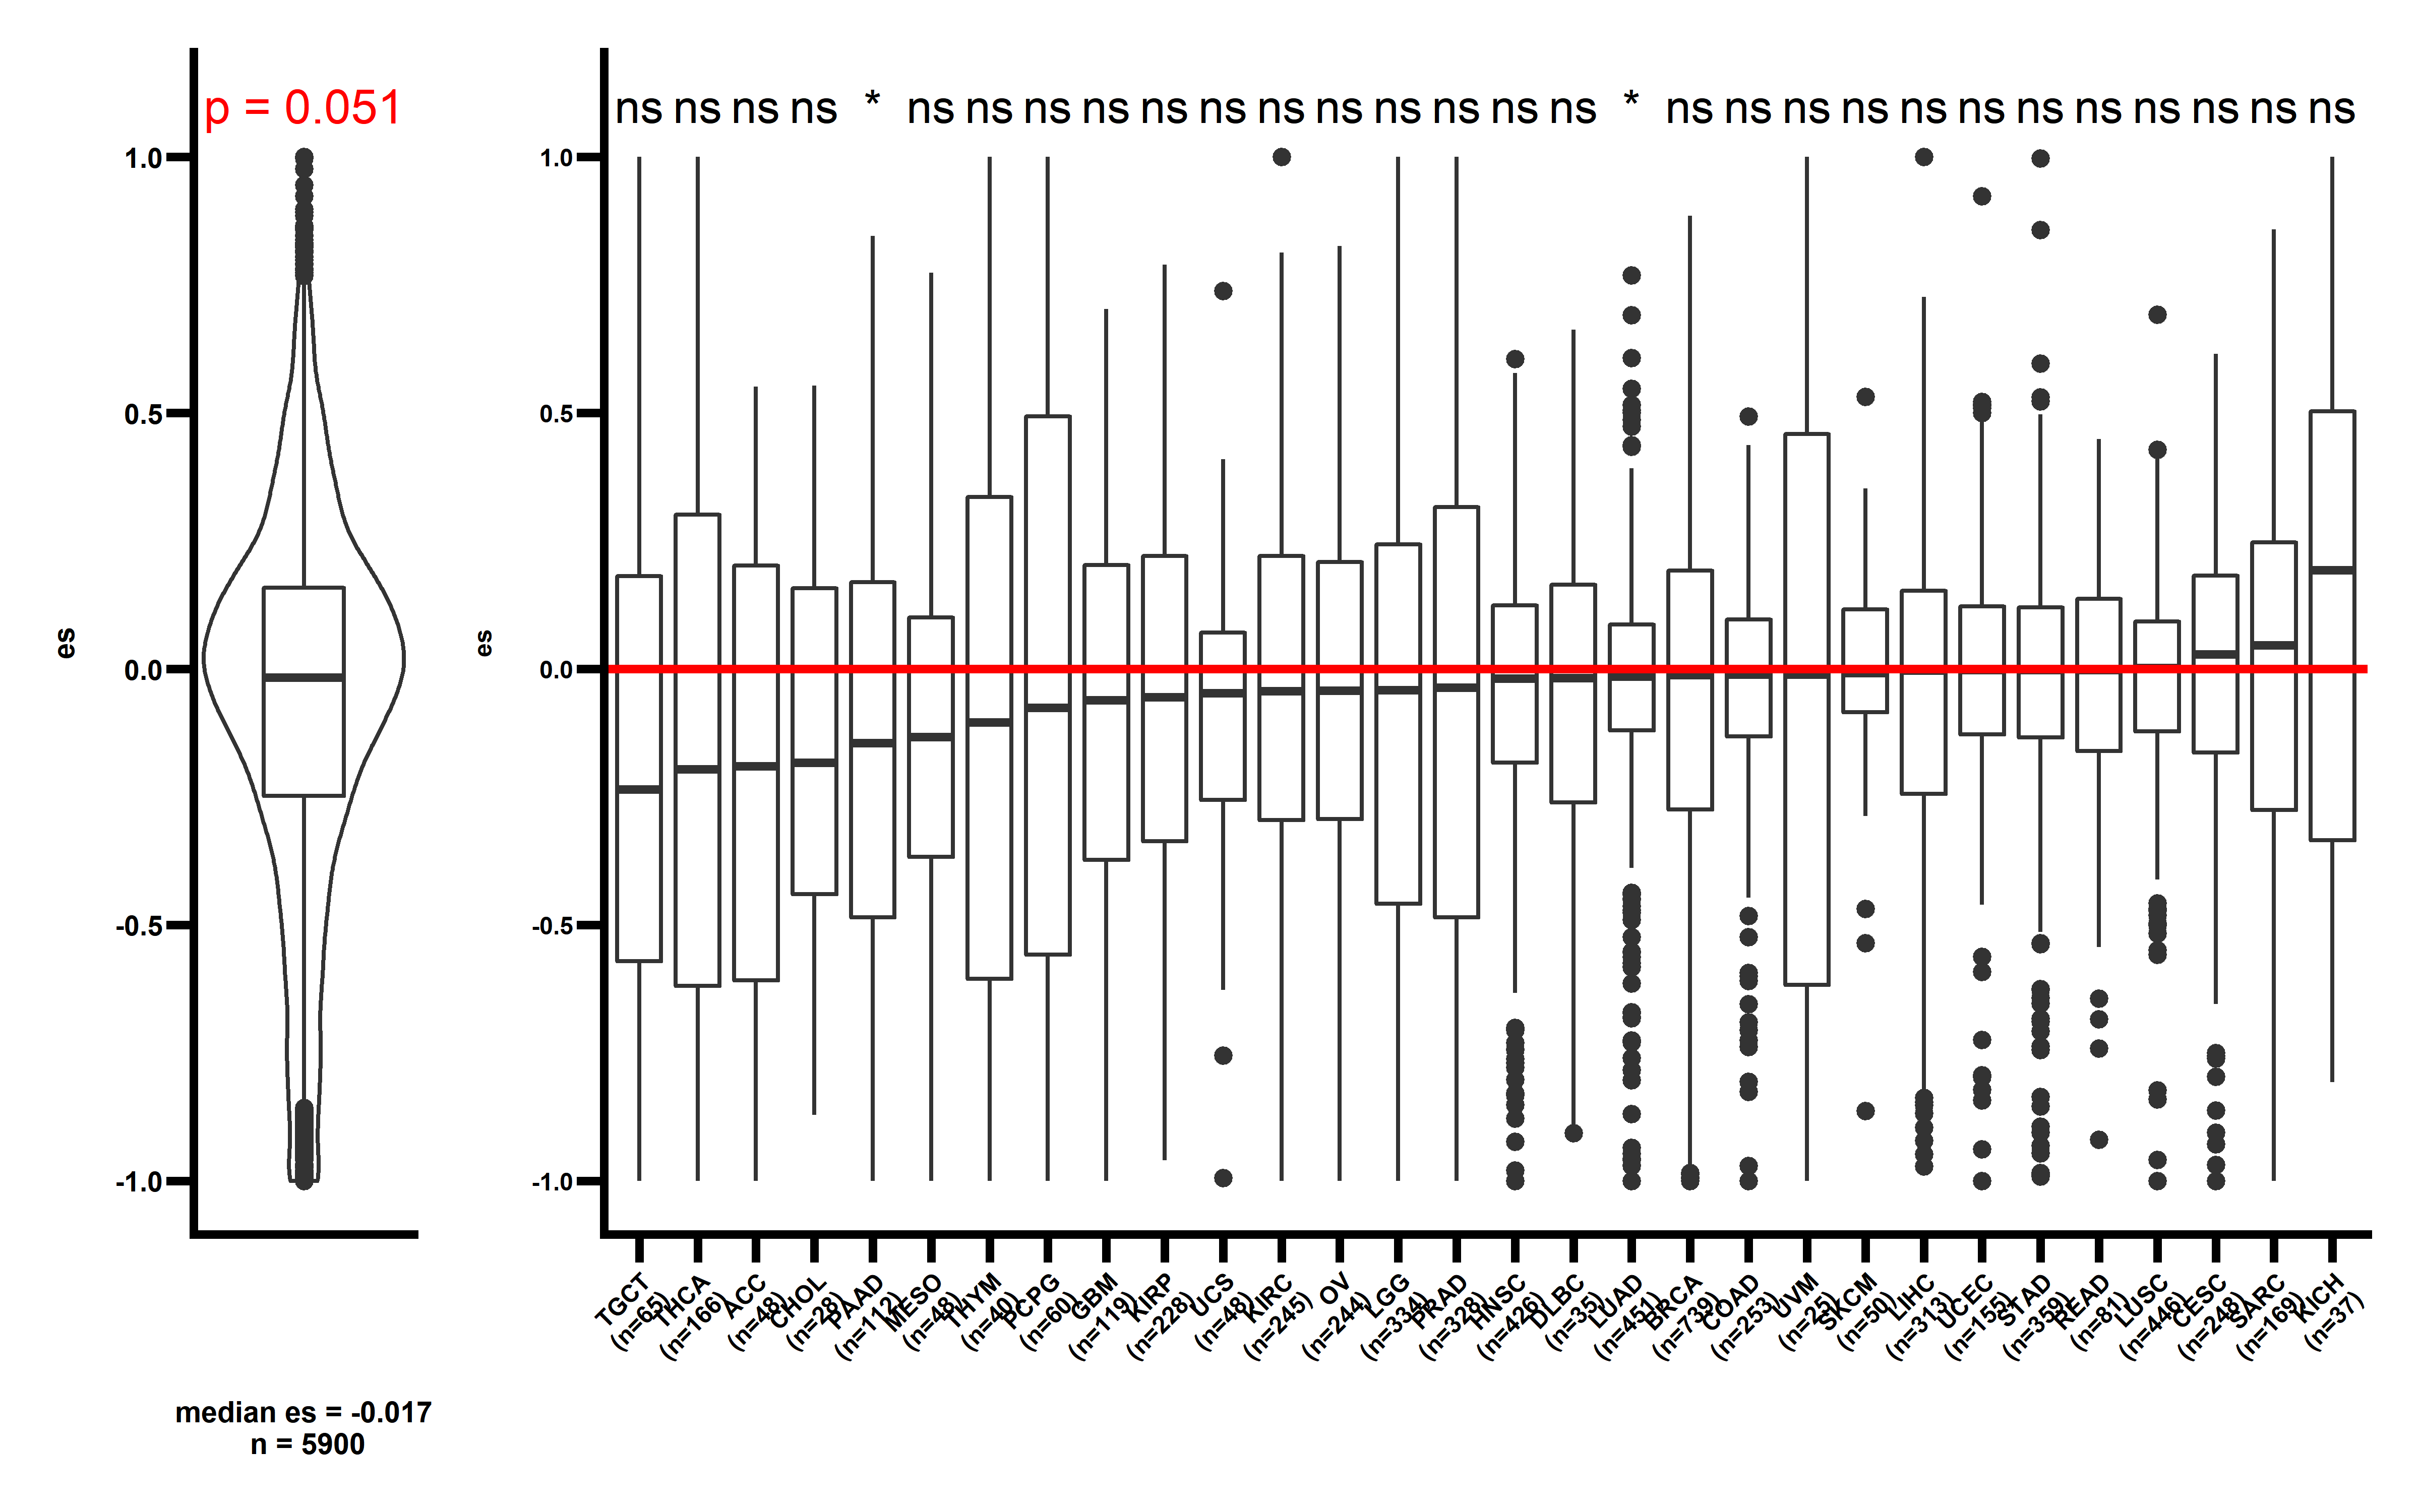 p = 0.051
1.0
0.5
0.0
-0.5
-1.0
es
median es = -0.017
n = 5900
ns ns ns ns * ns ns ns ns ns ns ns ns ns ns ns ns * ns ns ns ns ns ns ns ns ns ns ns ns
1.0
0.5
0.0
-0.5
-1.0
es
TGCT
(n=65)
THCA
(n=166)
ACC
(n=48)
CHOL
(n=28)
PAAD
(n=112)
MESO
(n=48)
THYM
(n=40)
PCPG
(n=60)
GBM
(n=119)
KIRP
(n=228)
UCS
(n=48)
KIRC
(n=245)
OV
(n=244)
LGG
(n=334)
PRAD
(n=328)
HNSC
(n=426)
DLBC
(n=35)
LUAD
(n=451)
BRCA
(n=739)
COAD
(n=253)
UVM
(n=25)
SKCM
(n=50)
LIHC
(n=313)
UCEC
(n=155)
STAD
(n=359)
READ
(n=81)
LUSC
(n=446)
CESC
(n=248)
SARC
(n=169)
KICH
(n=37)